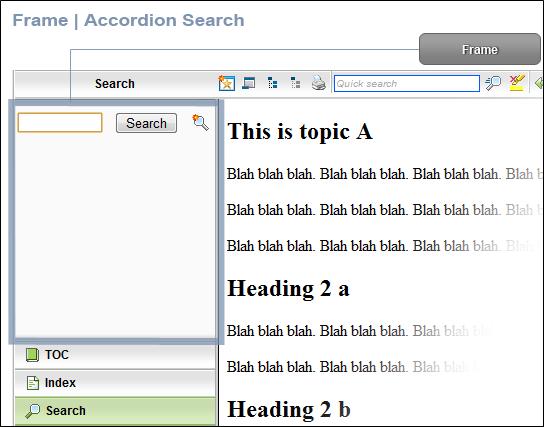 Frame | Accordion Search
Frame
Search
Quick search
Search
This is topic A
Blah blah blah. Blah blah blah. Blah blah blah. Blah b
Blah blah blah. Blah blah blah. Blah blah blah. Blah
Blah blah blah. Blah blah blah. Blah blah blah. Blah
Heading 2 a
Blah blah blah. Blah blah blah. Blah blah
Blah blah blah. Blah blah blah. Blah blah b
Heading 2 b
TOC
Index
Search